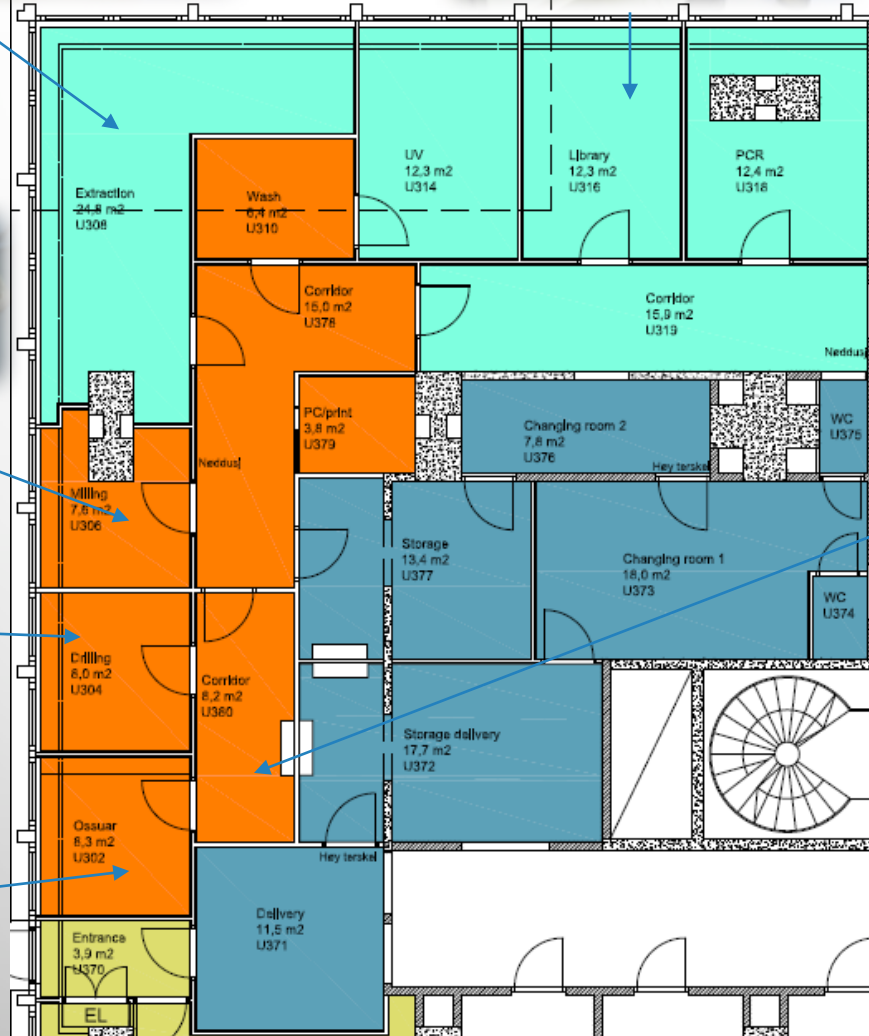 Extraction
24,8 m2
U308
Wash
6,4 m2
U310
UV
12,3 m2
U314
Library
12,3 m2
U316
PCR
12,4 m2
U318
Corridor
15,0 m2
U378
Corridor
15,9 m2
U319
Nøddusj
PC/print
3,8 m2
U379
Changing room 2
7,8 m2
U376
Høy terskel
WC
U375
Nøddusj
Milling
7,6 m2
U306
Storage
13,4 m2
U377
Changing room 1
18,0 m2
U373
WC
U374
Drilling
8,0 m2
U304
Corridor
8,2 m2
U380
Storage delivery
17,7 m2
U372
Ossuar
8,3 m2
U302
Høy terskel
Delivery
11,5 m2
U371
Entrance
3,9 m2
U370
EL